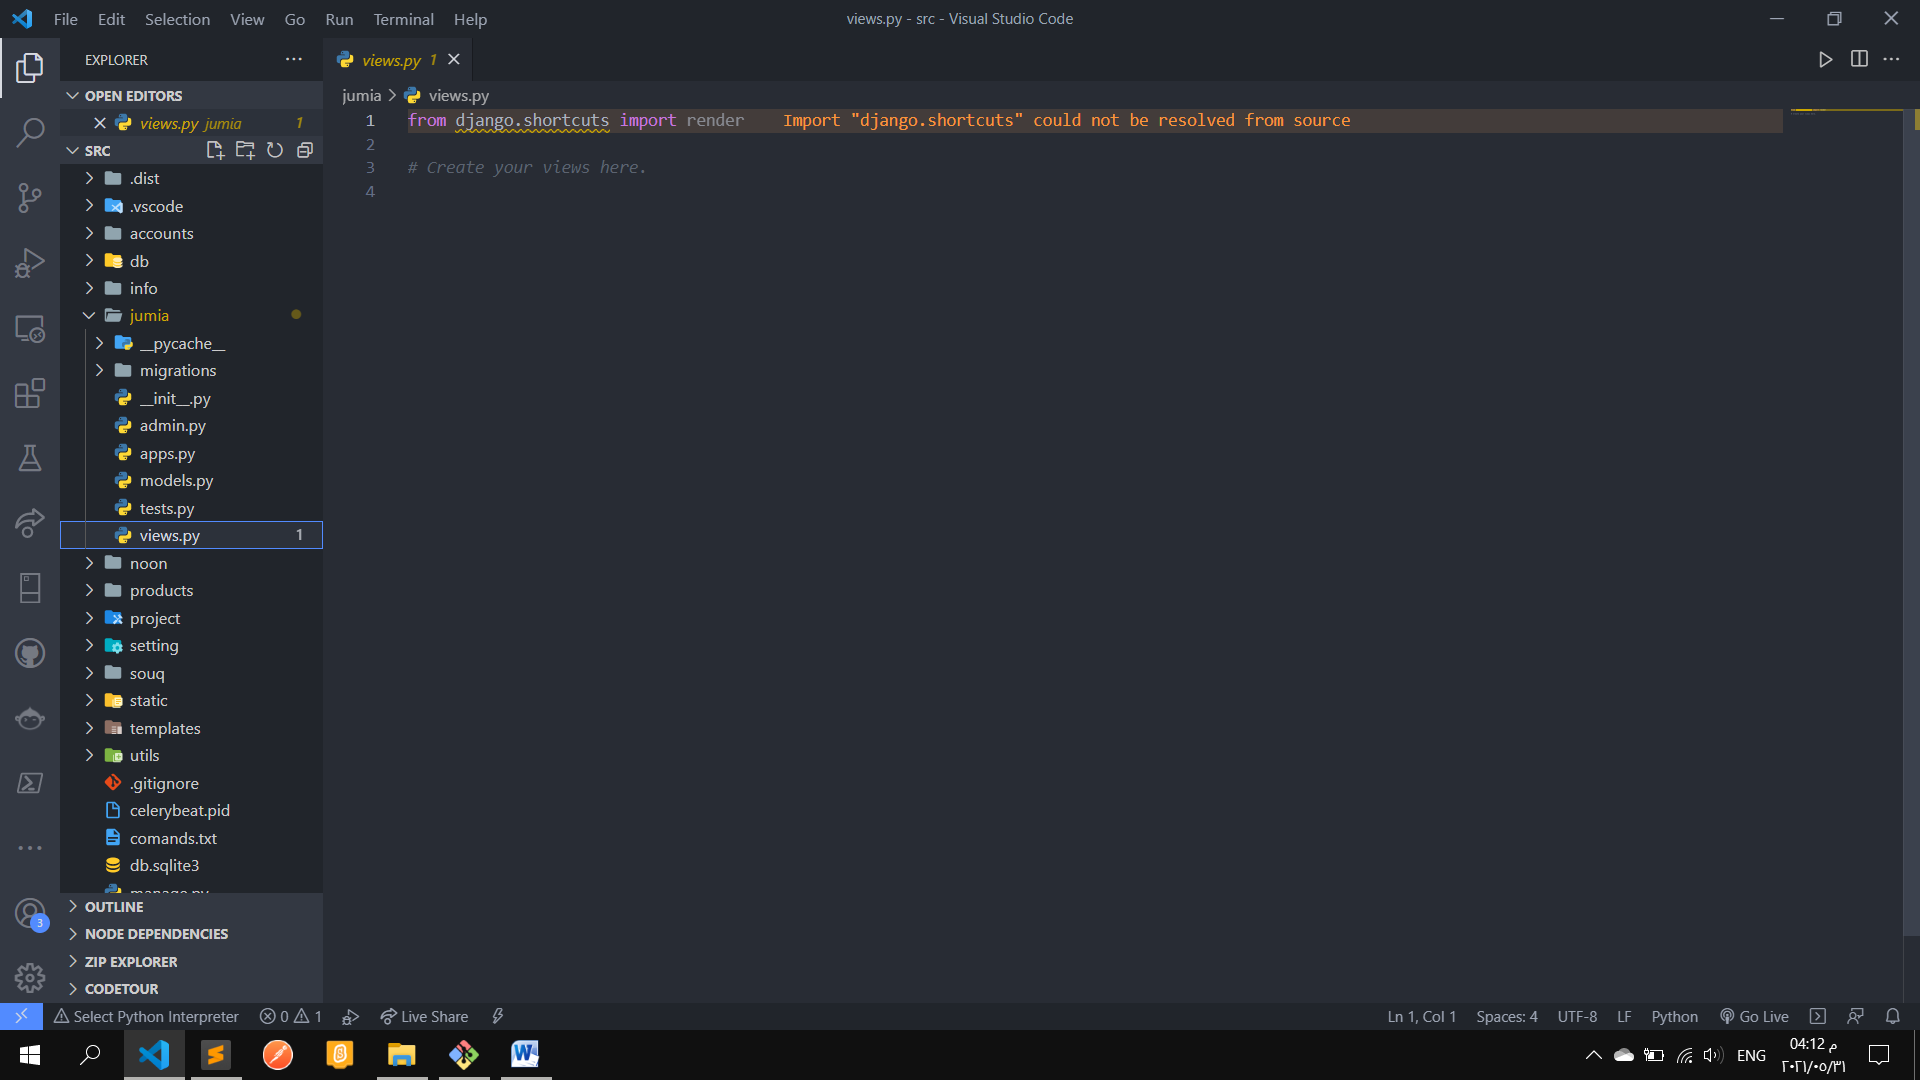 File Edit Selection View Go Run Terminal Help
views.py - src - Visual Studio Code
EXPLORER
OPEN EDITORS
views.py jumia 1
SRC
.dist
.vscode
accounts
db
info
jumia
__pycache__
migrations
__init__.py
admin.py
apps.py
models.py
tests.py
views.py 1
noon
products
project
setting
souq
static
templates
utils
.gitignore
celerybeat.pid
comands.txt
db.sqlite3
manage.py
OUTLINE
NODE DEPENDENCIES
ZIP EXPLORER
CODETOUR
3
views.py 1
jumia > views.py
1 from django.shortcuts import render Import "django.shortcuts" could not be resolved from source
2
3 # Create your views here.
4
Select Python Interpreter 0 1 Live Share
Ln 1, Col 1 Spaces: 4 UTF-8 LF Python Go Live
ENG
04:12 م
٢٠٢١/٠٥/٣١